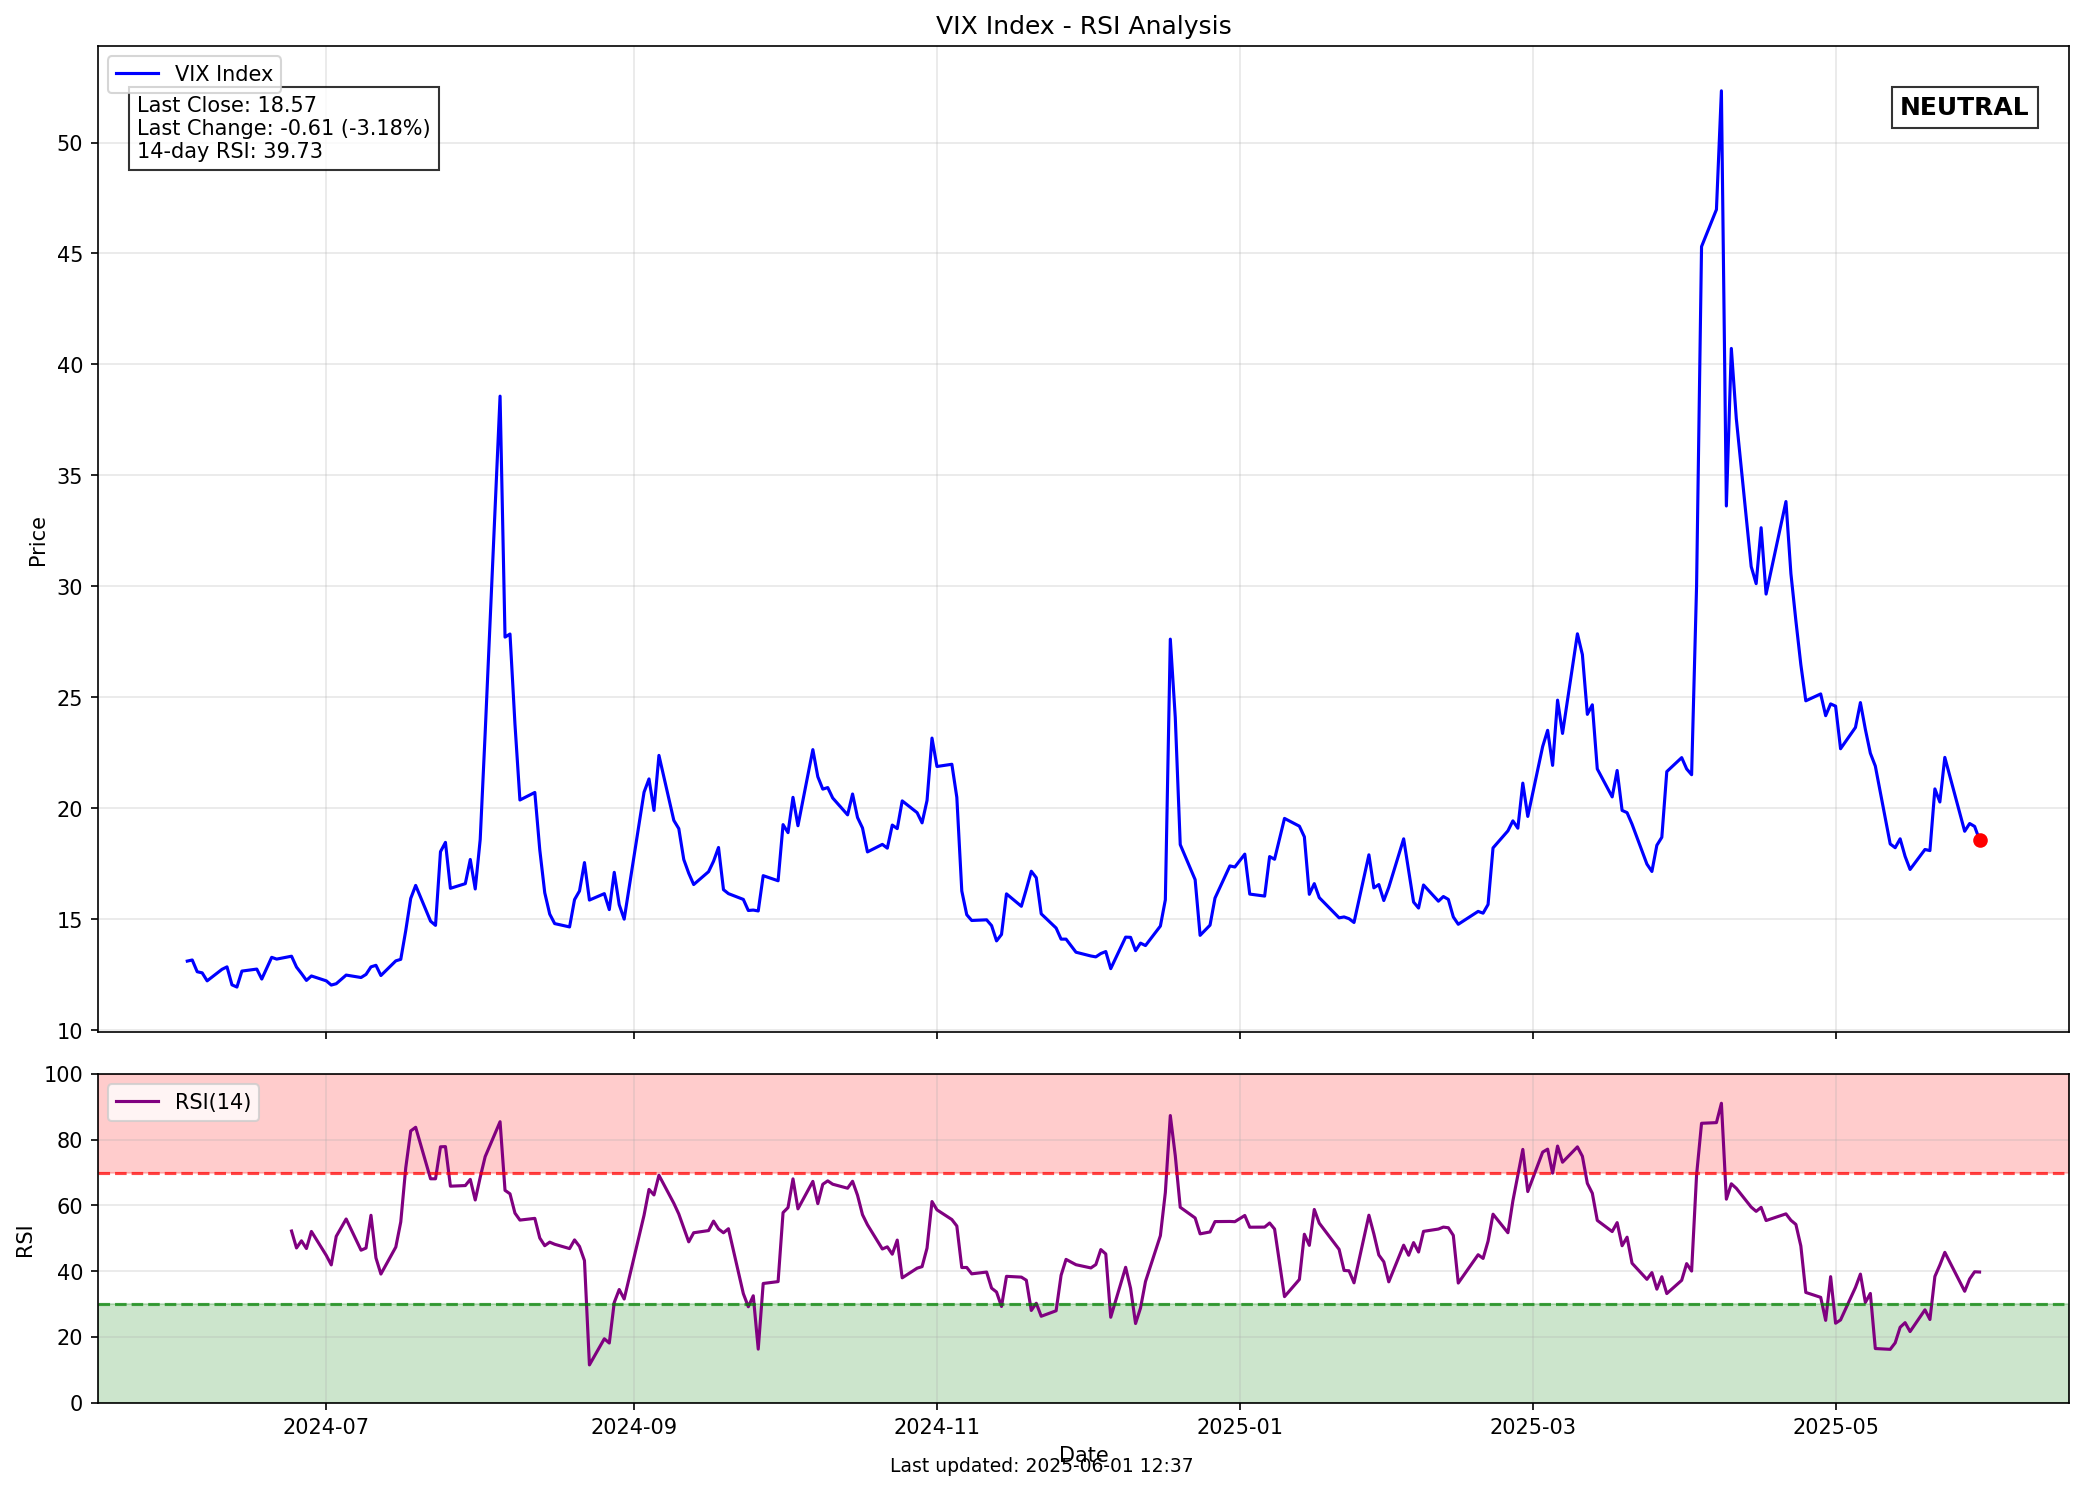 VIX Index - RSI Analysis
VIX Index
Last Close: 18.57
Last Change: -0.61 (-3.18%)
14-day RSI: 39.73
NEUTRAL
50
45
40
35
30
25
20
15
10
Price
RSI(14)
100
80
60
40
20
0
RSI
2024-07 2024-09 2024-11 2025-01 2025-03 2025-05
Date
Last updated: 2025-06-01 12:37